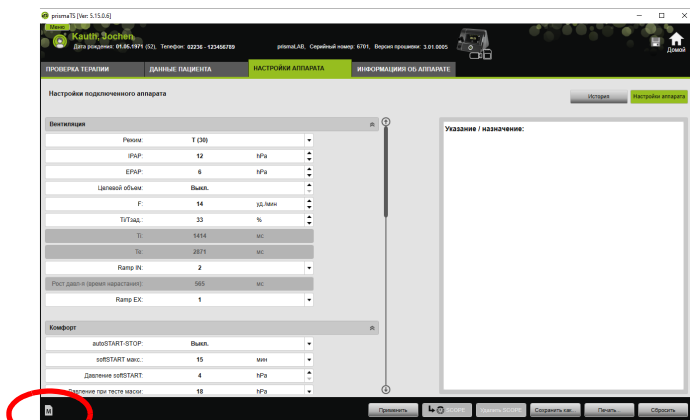 prismaTS [Ver: 5.15.0.6]
Меню
Kauth, Jochen
Дата рождения: 01.05.1971 (52), Телефон: 02236 - 123456789
prismaLAB, Серийный номер: 6701, Версия прошивки: 3.01.0005
Домой
ПРОВЕРКА ТЕРАПИИ ДАННЫЕ ПАЦИЕНТА НАСТРОЙКИ АППАРАТА ИНФОРМАЦИИЯ ОБ АППАРАТЕ
Настройки подключенного аппарата
История Настройки аппарата
Вентиляция
Режим: T (30)
IPAP: 12 hPa
EPAP: 6 hPa
Целевой объем: Выкл.
F: 14 уд./мин
Ti/Tзад.: 33 %
Ti: 1414 мс
Te: 2871 мс
Ramp IN: 2
Рост давл-я (время нарастания): 565 мс
Ramp EX: 1
Комфорт
autoSTART-STOP: Выкл.
softSTART макс.: 15 мин
Давление softSTART: 4 hPa
Давление при тесте маски: 18 hPa
Указание / назначение:
M
Применить SCOPE Удалить SCOPE Сохранить как... Печать... Сбросить